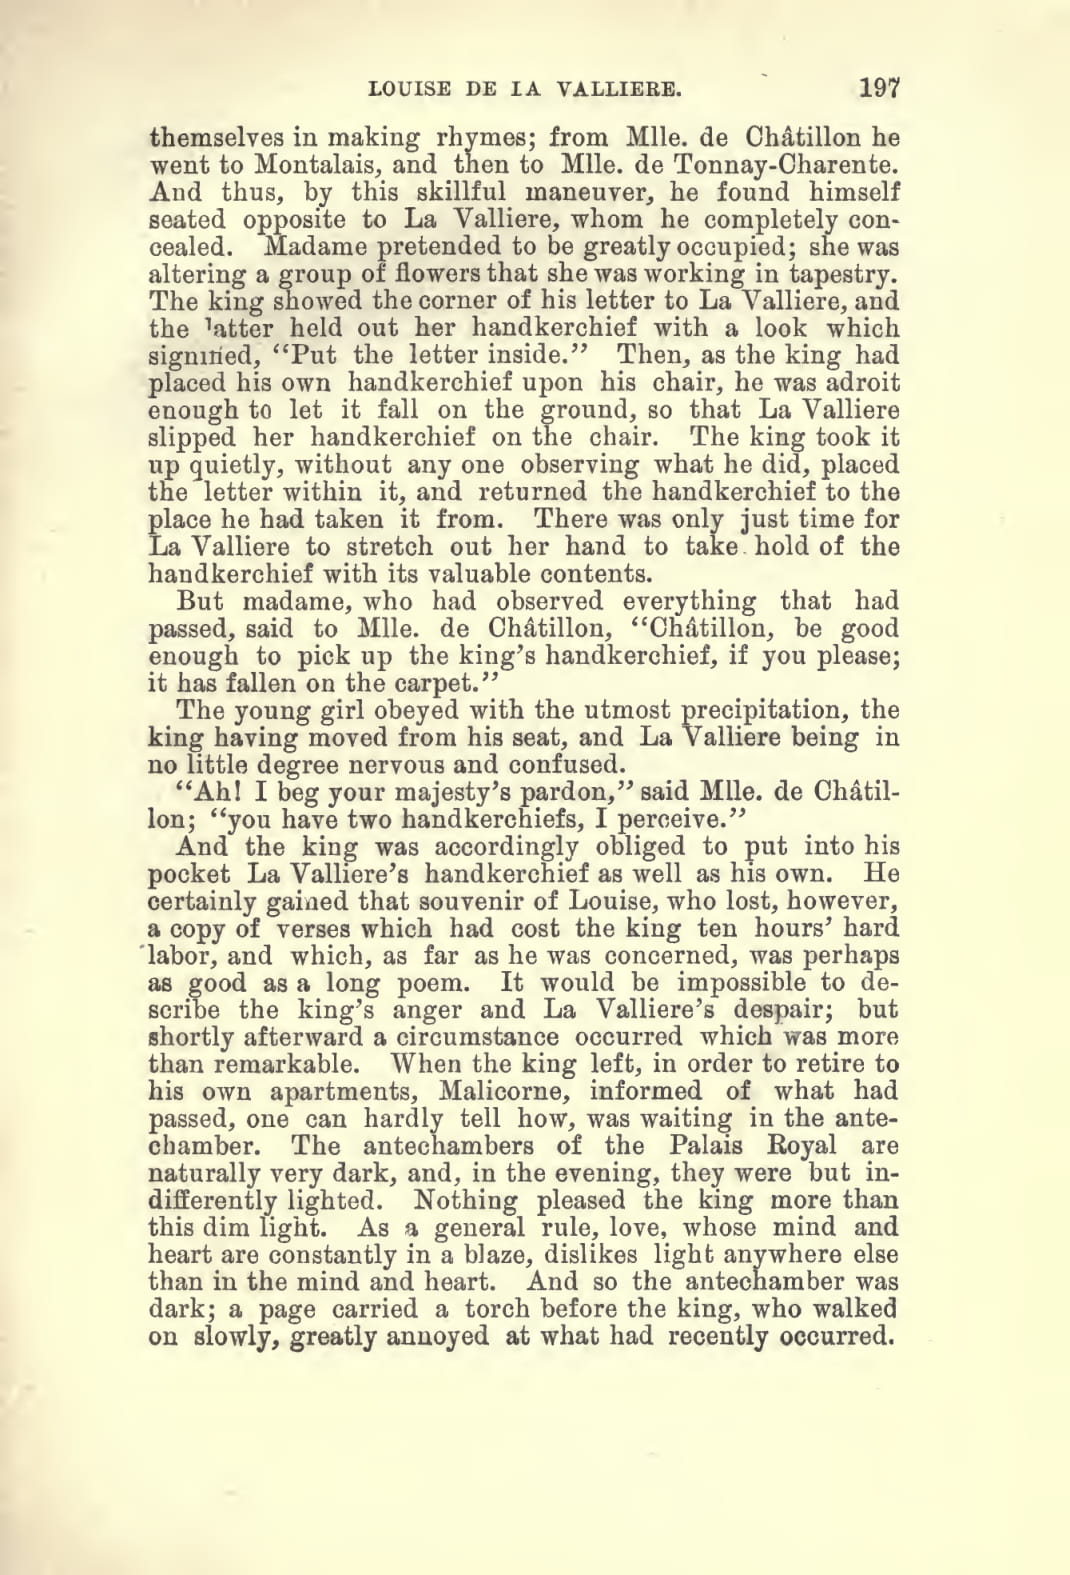 LOUISE DE LA VALLIERE. 197
themselves in making rhymes; from Mlle. de Châtillon he
went to Montalais, and then to Mlle. de Tonnay-Charente.
And thus, by this skillful maneuver, he found himself
seated opposite to La Valliere, whom he completely con-
cealed. Madame pretended to be greatly occupied; she was
altering a group of flowers that she was working in tapestry.
The king showed the corner of his letter to La Valliere, and
the latter held out her handkerchief with a look which
signified, “Put the letter inside.” Then, as the king had
placed his own handkerchief upon his chair, he was adroit
enough to let it fall on the ground, so that La Valliere
slipped her handkerchief on the chair. The king took it
up quietly, without any one observing what he did, placed
the letter within it, and returned the handkerchief to the
place he had taken it from. There was only just time for
La Valliere to stretch out her hand to take hold of the
handkerchief with its valuable contents.
But madame, who had observed everything that had
passed, said to Mlle. de Châtillon, “Châtillon, be good
enough to pick up the king’s handkerchief, if you please;
it has fallen on the carpet.”
The young girl obeyed with the utmost precipitation, the
king having moved from his seat, and La Valliere being in
no little degree nervous and confused.
“Ah! I beg your majesty’s pardon,” said Mlle. de Châtil-
lon; “you have two handkerchiefs, I perceive.”
And the king was accordingly obliged to put into his
pocket La Valliere’s handkerchief as well as his own. He
certainly gained that souvenir of Louise, who lost, however,
a copy of verses which had cost the king ten hours’ hard
labor, and which, as far as he was concerned, was perhaps
as good as a long poem. It would be impossible to de-
scribe the king’s anger and La Valliere’s despair; but
shortly afterward a circumstance occurred which was more
than remarkable. When the king left, in order to retire to
his own apartments, Malicorne, informed of what had
passed, one can hardly tell how, was waiting in the ante-
chamber. The antechambers of the Palais Royal are
naturally very dark, and, in the evening, they were but in-
differently lighted. Nothing pleased the king more than
this dim light. As a general rule, love, whose mind and
heart are constantly in a blaze, dislikes light anywhere else
than in the mind and heart. And so the antechamber was
dark; a page carried a torch before the king, who walked
on slowly, greatly annoyed at what had recently occurred.